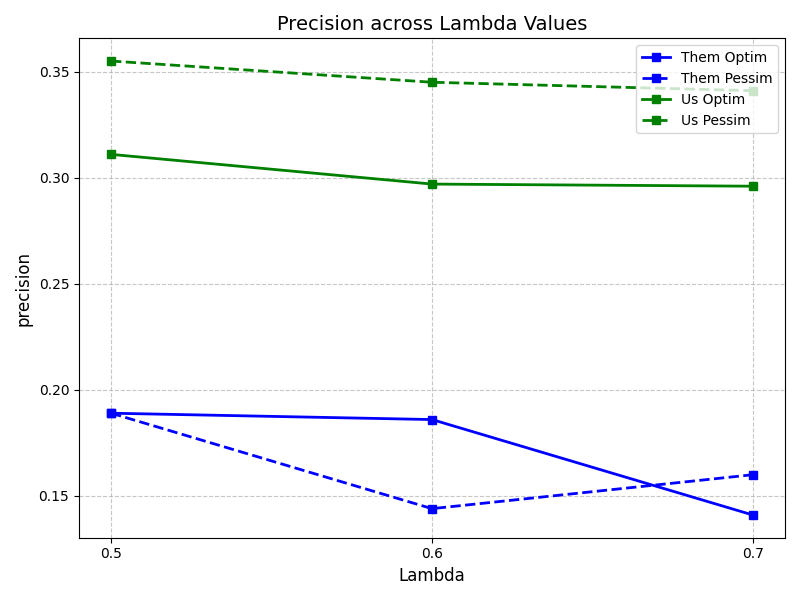 Precision across Lambda Values
Them Optim
Them Pessim
Us Optim
Us Pessim
precision
0.35
0.30
0.25
0.20
0.15
0.5 0.6 0.7
Lambda